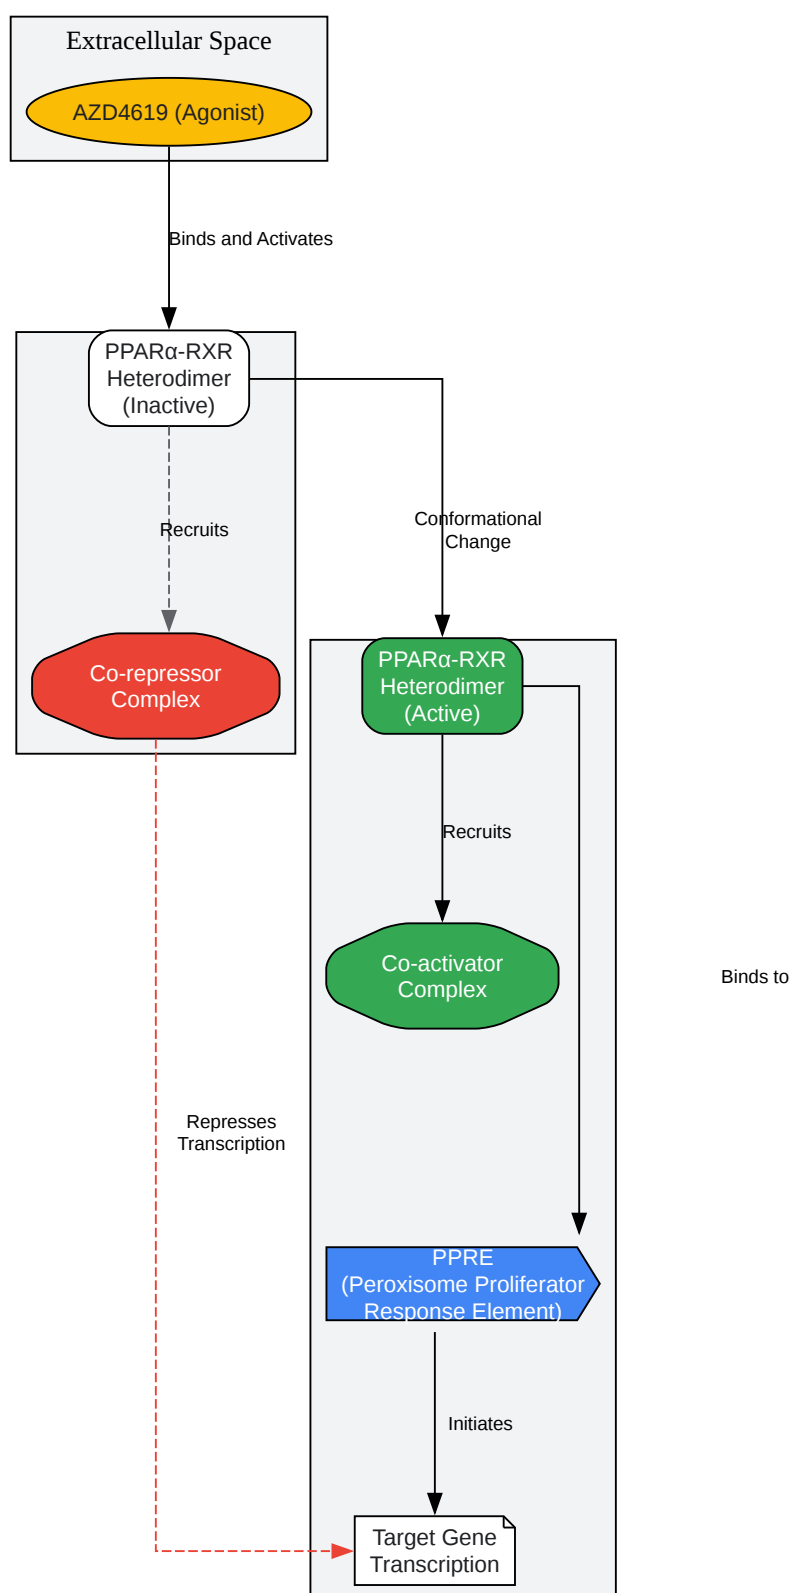 Extracellular Space
AZD4619 (Agonist)
Binds and Activates
PPARα-RXR
Heterodimer
(Inactive)
Recruits
Conformational
Change
Co-repressor
Complex
PPARα-RXR
Heterodimer
(Active)
Recruits
Co-activator
Complex
Binds to
Represses
Transcription
PPRE
(Peroxisome Proliferator
Response Element)
Initiates
Target Gene
Transcription